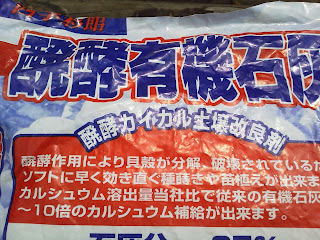 醗酵有機石灰
醗酵カイカル土壌改良剤
醗酵作用により貝殻が分解、破壊されているた
ソフトに早く効き直ぐ種蒔きや苗植えが出来ま
カルシュウム溶出量当社比で従来の有機石灰
～10倍のカルシュウム補給が出来ます。